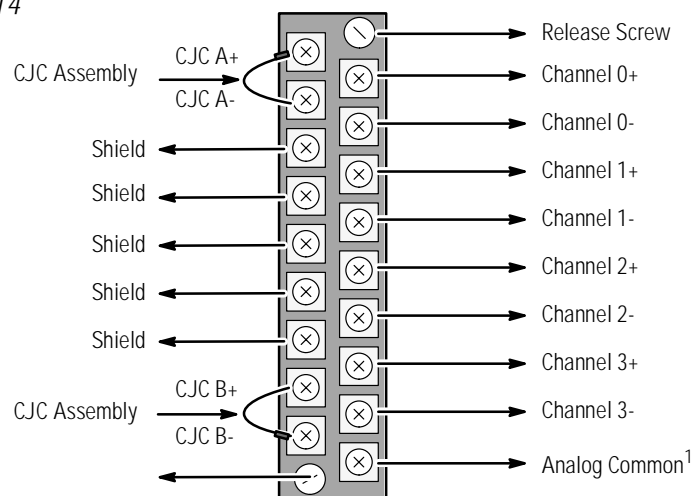 CJC A+
CJC Assembly
CJC A-
Shield
Shield
Shield
Shield
Shield
CJC B+
CJC Assembly
CJC B-
Release Screw
Channel 0+
Channel 0-
Channel 1+
Channel 1-
Channel 2+
Channel 2-
Channel 3+
Channel 3-
Analog Common1